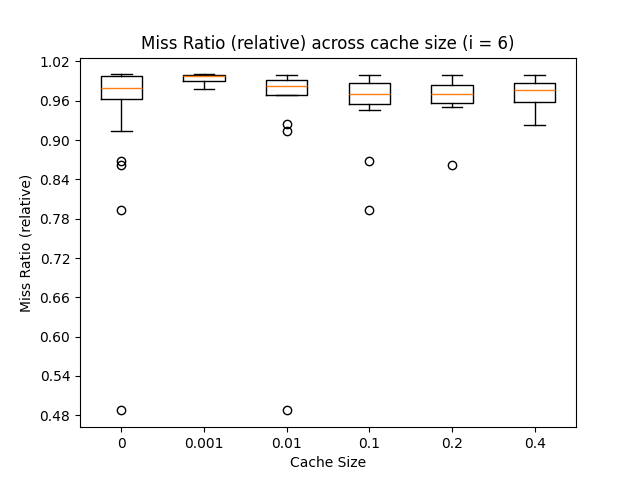 Miss Ratio (relative) across cache size (i = 6)
1.02
0.96
0.90
0.84
0.78
0.72
0.66
0.60
0.54
0.48
Miss Ratio (relative)
0 0.001 0.01 0.1 0.2 0.4
Cache Size